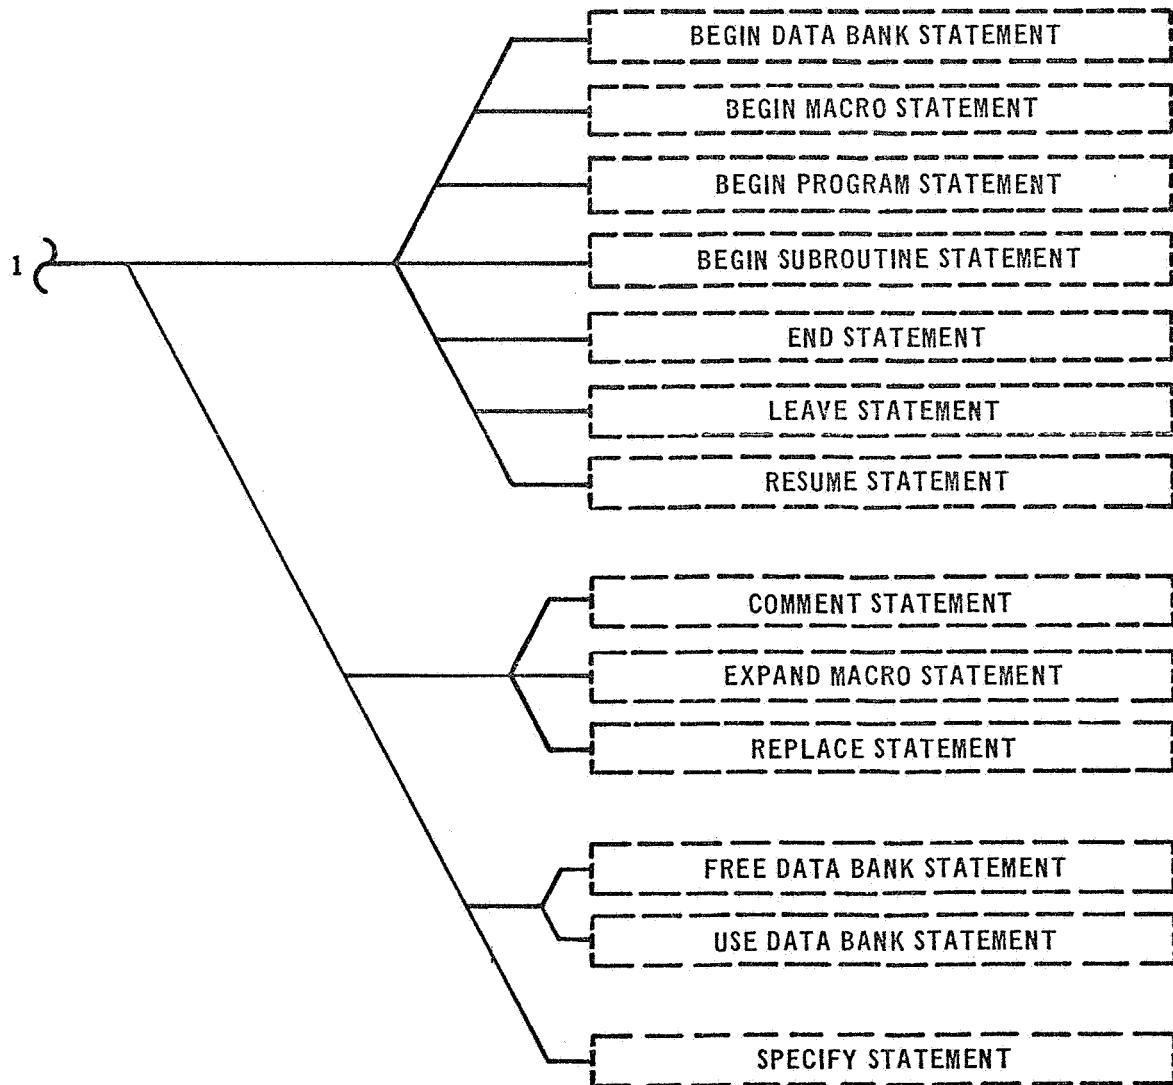 BEGIN DATA BANK STATEMENT
BEGIN MACRO STATEMENT
BEGIN PROGRAM STATEMENT
1
BEGIN SUBROUTINE STATEMENT
END STATEMENT
LEAVE STATEMENT
RESUME STATEMENT
COMMENT STATEMENT
EXPAND MACRO STATEMENT
REPLACE STATEMENT
FREE DATA BANK STATEMENT
USE DATA BANK STATEMENT
SPECIFY STATEMENT